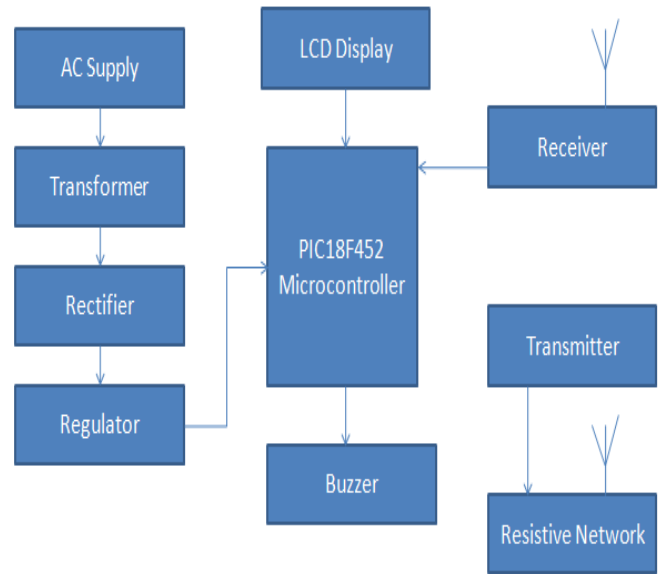 AC Supply
Transformer
Rectifier
Regulator
LCD Display
PIC18F452
Microcontroller
Buzzer
Receiver
Transmitter
Resistive Network